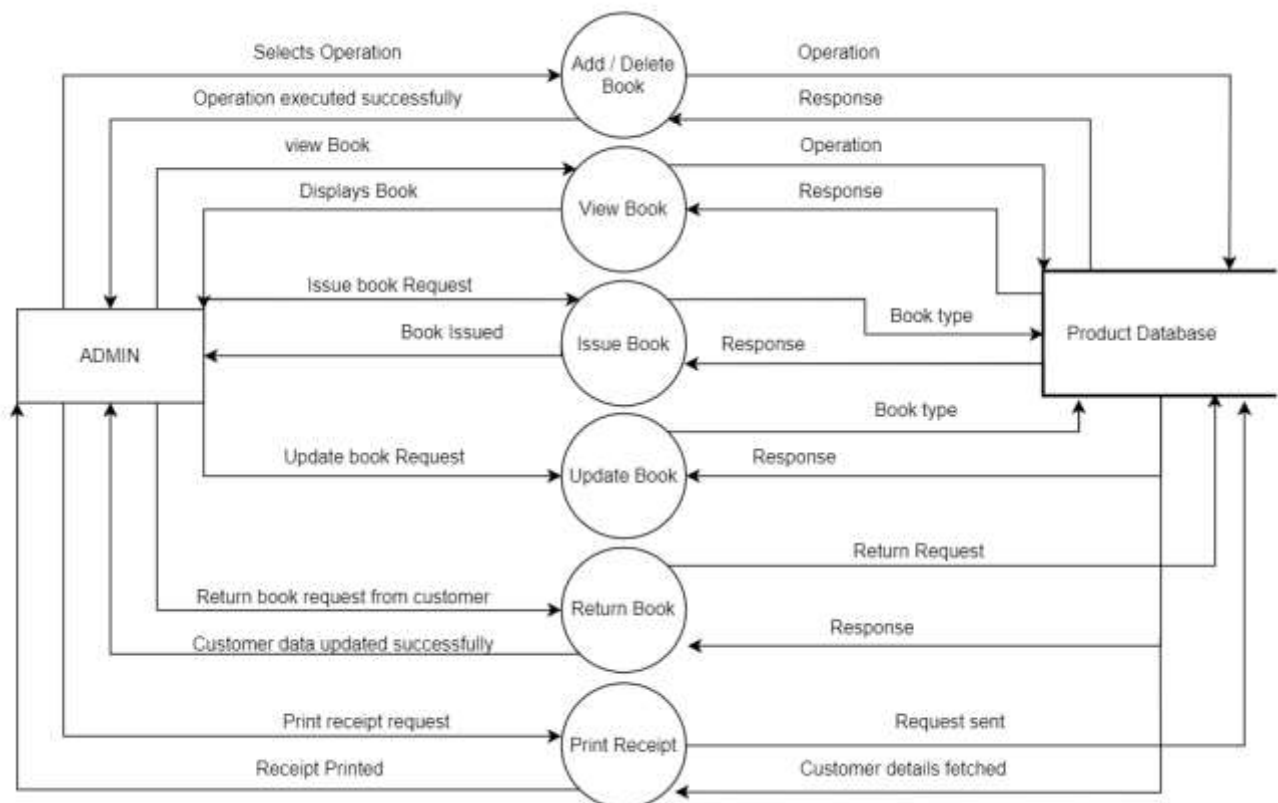 Selects Operation
Add / Delete
Book
Operation
Operation executed successfully
Response
view Book
Operation
Displays Book
View Book
Response
Issue book Request
Book type
Book Issued
Issue Book
Response
ADMIN
Product Database
Book type
Update book Request
Update Book
Response
Return Request
Return book request from customer
Return Book
Customer data updated successfully
Response
Print receipt request
Print Receipt
Request sent
Receipt Printed
Customer details fetched